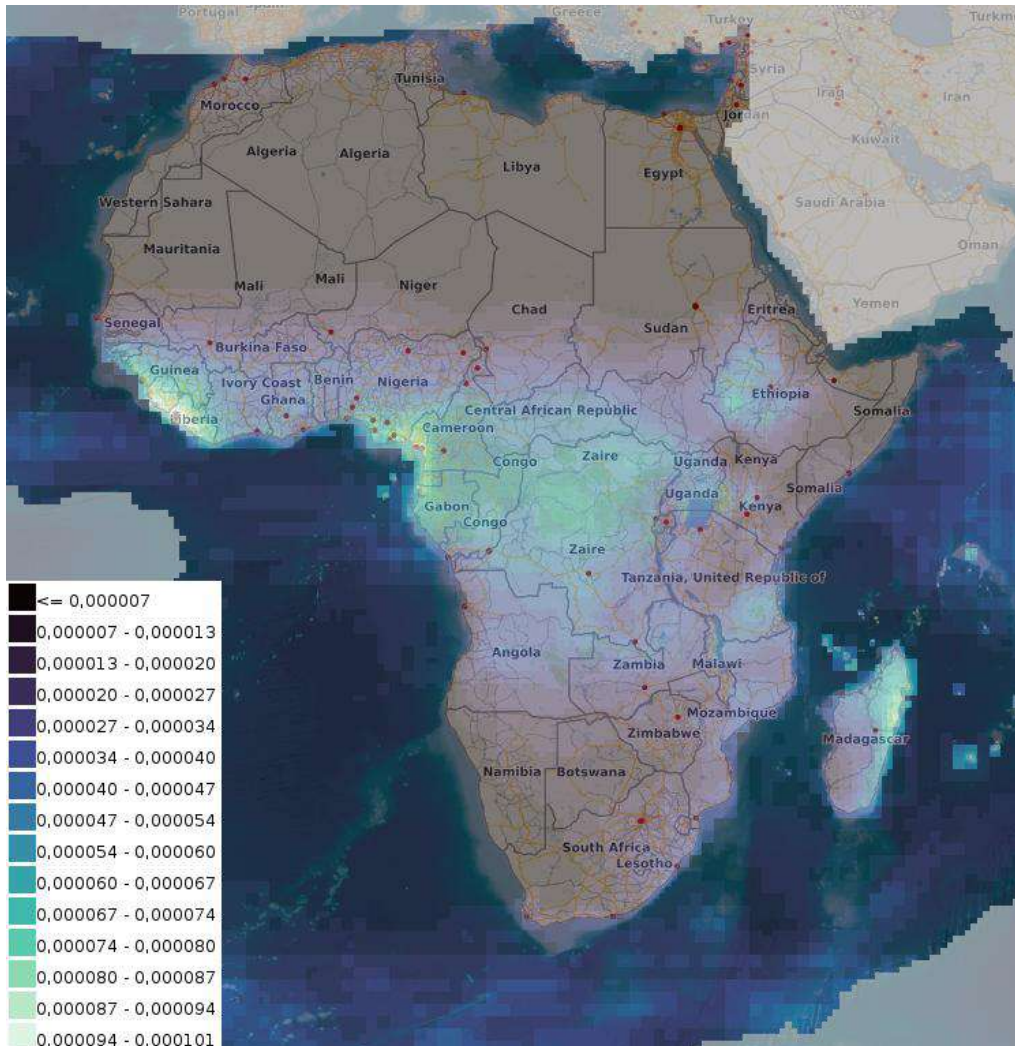 Portugal
Spain
Greece
Turkey
Turkm
Tunisia
Syria
Morocco
Iraq
Iran
Jordan
Algeria
Algeria
Kuwait
Libya
Egypt
Western Sahara
Saudi Arabia
Mauritania
Oman
Mali
Mali
Niger
Chad
Eritrea
Yemen
Senegal
Sudan
Burkina Faso
Guinea
Ivory Coast
Benin
Nigeria
Ethiopia
Ghana
Central African Republic
Somalia
Liberia
Cameroon
Congo
Zaire
Uganda
Kenya
Somalia
Gabon
Uganda
Kenya
Congo
Zaire
Tanzania, United Republic of
Angola
Zambia
Malawi
Mozambique
Zimbabwe
Madagascar
Namibia
Botswana
South Africa
Lesotho
<= 0,000007
0,000007 - 0,000013
0,000013 - 0,000020
0,000020 - 0,000027
0,000027 - 0,000034
0,000034 - 0,000040
0,000040 - 0,000047
0,000047 - 0,000054
0,000054 - 0,000060
0,000060 - 0,000067
0,000067 - 0,000074
0,000074 - 0,000080
0,000080 - 0,000087
0,000087 - 0,000094
0,000094 - 0,000101